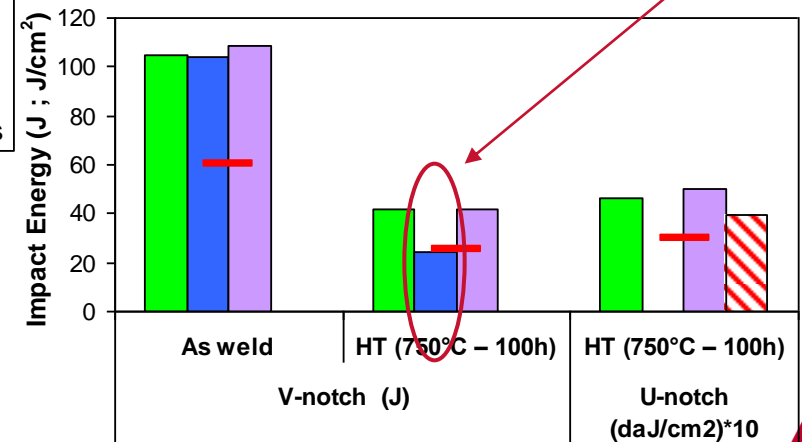 Impact Energy (J ; J/cm²)
120
100
80
60
40
20
0
As weld
HT (750°C – 100h)
HT (750°C – 100h)
V-notch (J)
U-notch
(daJ/cm2)*10